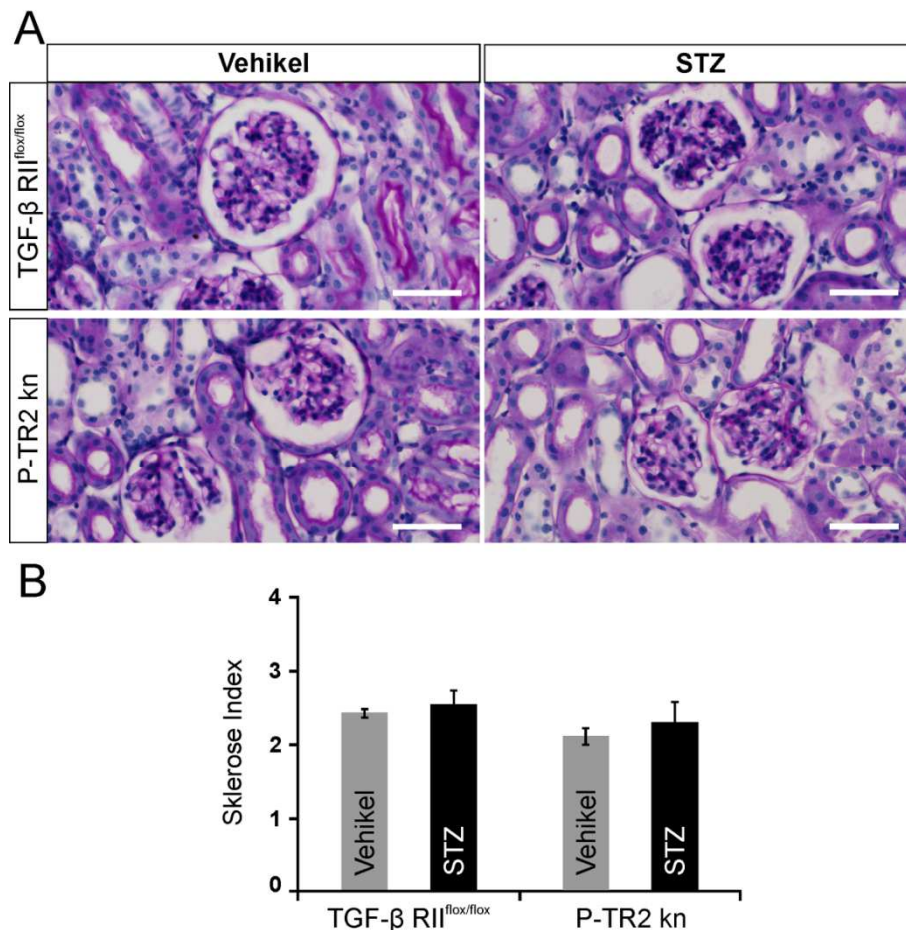 A
Vehikel
STZ
TGF-β RII^flox/flox
P-TR2 kn
B
Sklerose Index
4
3
2
1
0
Vehikel
STZ
Vehikel
STZ
TGF-β RII^flox/flox
P-TR2 kn